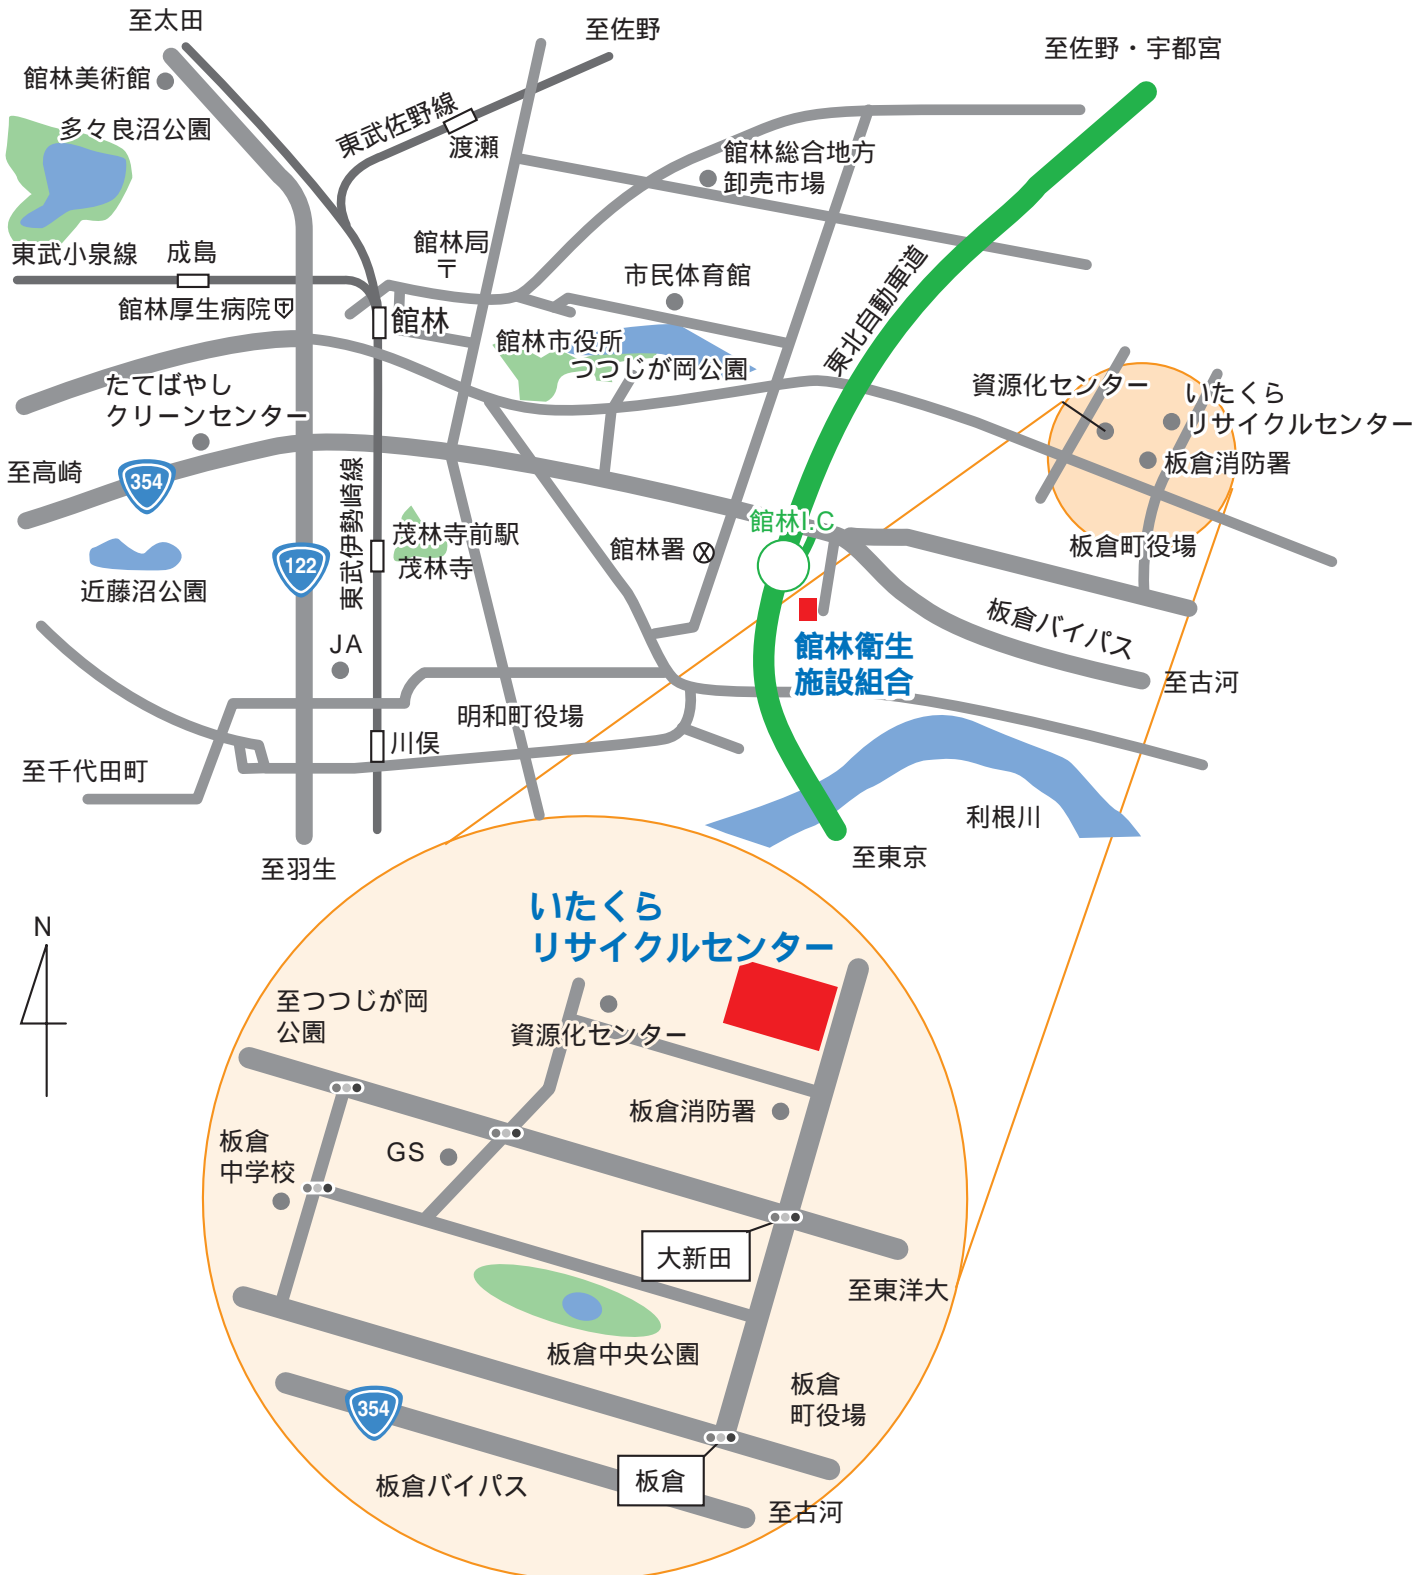 至太田
至佐野
至佐野・宇都宮
館林美術館
多々良沼公園
東武佐野線
渡瀬
館林総合地方
卸売市場
東武小泉線
成島
館林局
〒
市民体育館
東北自動車道
館林厚生病院
館林
館林市役所
つつじが岡公園
たてばやし
クリーンセンター
資源化センター
いたくら
リサイクルセンター
板倉消防署
至高崎
354
東武伊勢崎線
館林I.C
茂林寺前駅
茂林寺
館林署
板倉町役場
122
近藤沼公園
JA
館林衛生
施設組合
板倉バイパス
至古河
明和町役場
川俣
至千代田町
利根川
至羽生
至東京
N
いたくら
リサイクルセンター
至つつじが岡
公園
資源化センター
板倉消防署
板倉
中学校
GS
大新田
至東洋大
板倉中央公園
板倉
町役場
354
板倉バイパス
板倉
至古河